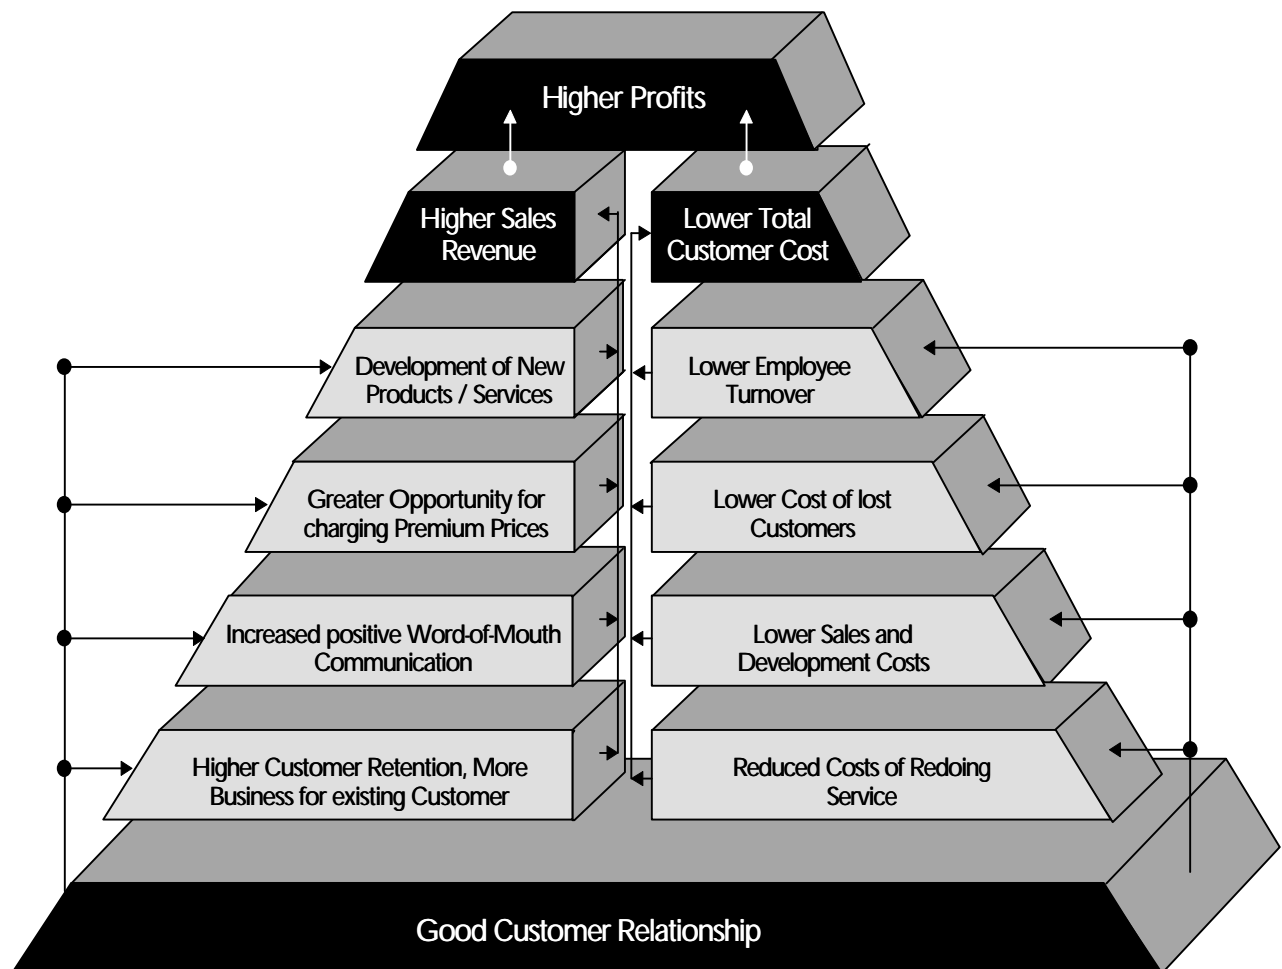 Higher Profits
Higher Sales
Revenue
Lower Total
Customer Cost
Development of New
Products / Services
Lower Employee
Turnover
Greater Opportunity for
charging Premium Prices
Lower Cost of lost
Customers
Increased positive Word-of-Mouth
Communication
Lower Sales and
Development Costs
Higher Customer Retention, More
Business for existing Customer
Reduced Costs of Redoing
Service
Good Customer Relationship